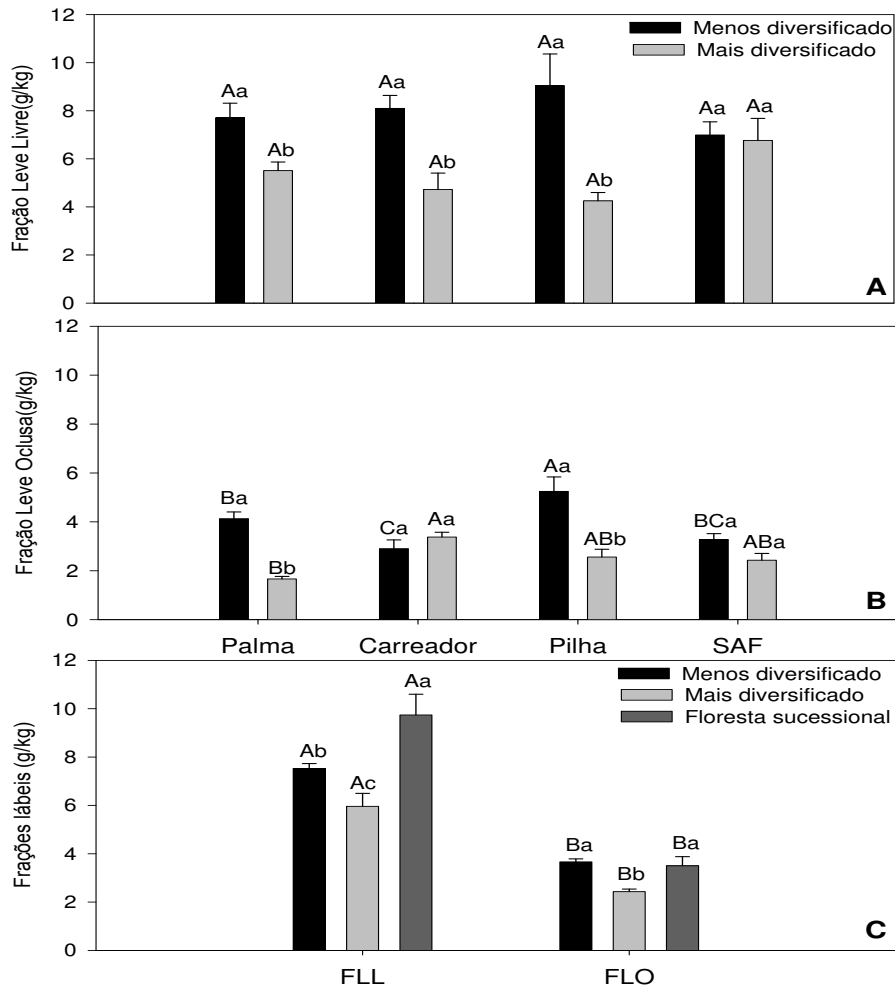 Fração Leve Livre(g/kg)
12
10
8
6
4
2
0
Menos diversificado
Mais diversificado
Aa
Ab
Aa
Ab
Aa
Ab
Aa
Aa
A
Fração Leve Oclusa(g/kg)
12
10
8
6
4
2
0
Ba
Bb
Ca
Aa
Aa
ABb
BCa
ABa
B
Palma
Carreador
Pilha
SAF
Frações lábeis (g/kg)
12
10
8
6
4
2
0
Menos diversificado
Mais diversificado
Floresta sucessional
Ab
Ac
Aa
Ba
Bb
Ba
C
FLL
FLO